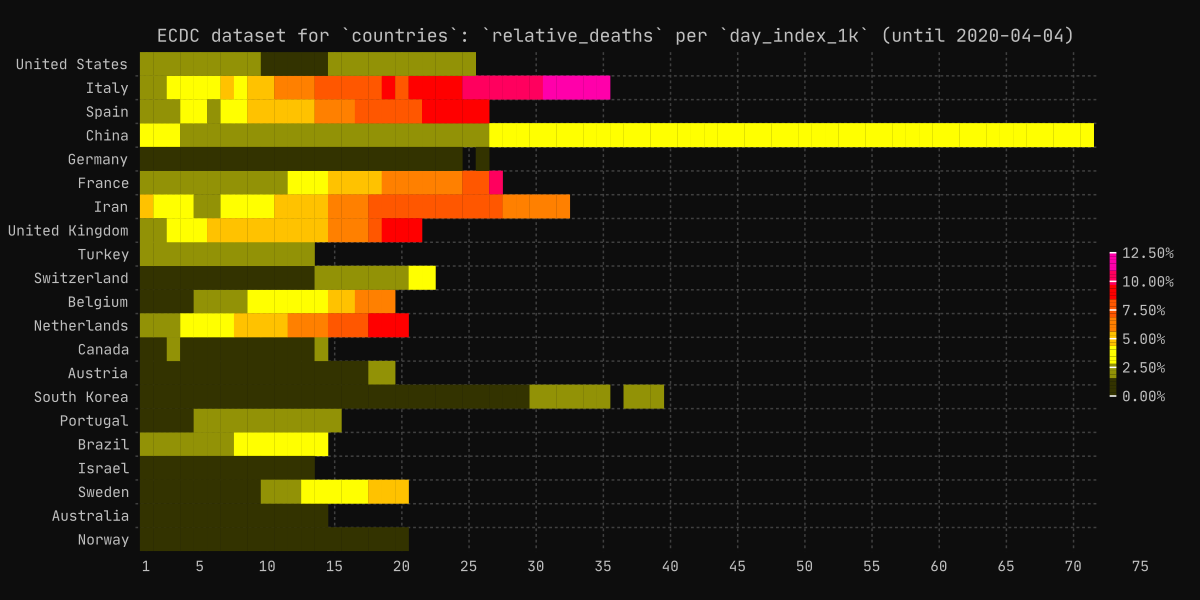 ECDC dataset for `countries`: `relative_deaths` per `day_index_1k` (until 2020-04-04)
United States
Italy
Spain
China
Germany
France
Iran
United Kingdom
Turkey
Switzerland
Belgium
Netherlands
Canada
Austria
South Korea
Portugal
Brazil
Israel
Sweden
Australia
Norway
12.50%
10.00%
7.50%
5.00%
2.50%
0.00%
1 5 10 15 20 25 30 35 40 45 50 55 60 65 70 75